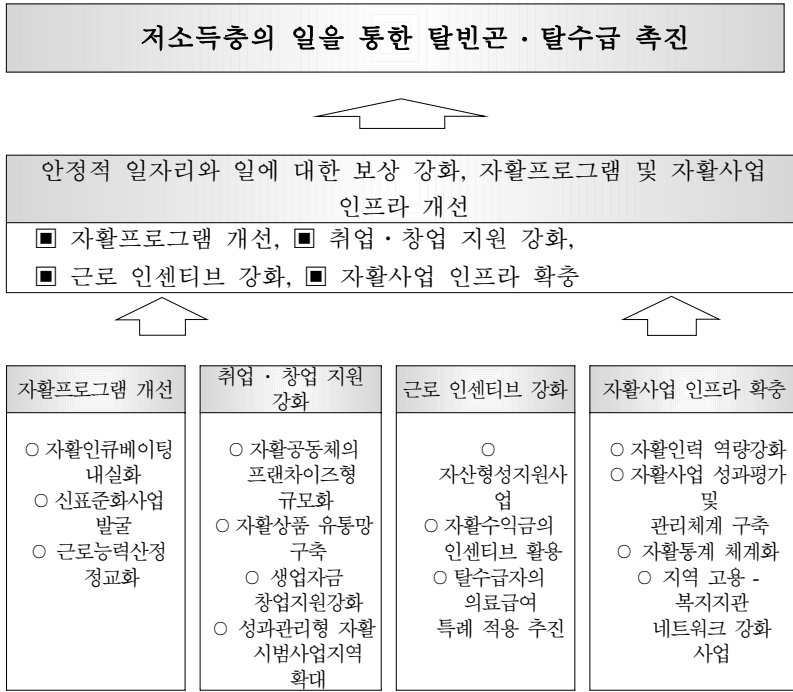 저소득층의 일을 통한 탈빈곤·탈수급 촉진
안정적 일자리와 일에 대한 보상 강화, 자활프로그램 및 자활사업
인프라 개선
▣ 자활프로그램 개선, ▣ 취업·창업 지원 강화,
▣ 근로 인센티브 강화, ▣ 자활사업 인프라 확충
자활프로그램 개선
○ 자활인큐베이팅
내실화
○ 신표준화사업
발굴
○ 근로능력산정
정교화
취업 · 창업 지원
강화
○ 자활공동체의
프랜차이즈형
규모화
○ 자활상품 유통망
구축
○ 생업자금
창업지원강화
○ 성과관리형 자활
시범사업지역
확대
근로 인센티브 강화
○
자산형성지원사
업
○ 자활수익금의
인센티브 활용
○ 탈수급자의
의료급여
특례 적용 추진
자활사업 인프라 확충
○ 자활인력 역량강화
○ 자활사업 성과평가
및
관리체계 구축
○ 자활통계 체계화
○ 지역 고용 -
복지지관
네트워크 강화
사업